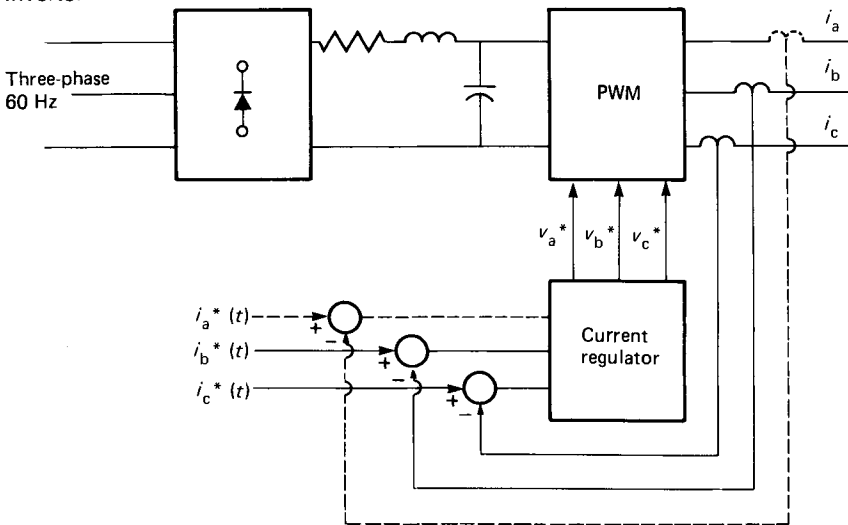 Three-phase
60 Hz
PWM
i_a
i_b
i_c
v_a* v_b* v_c*
i_a* (t)
+
−
i_b* (t)
+
−
i_c* (t)
+
−
Current
regulator